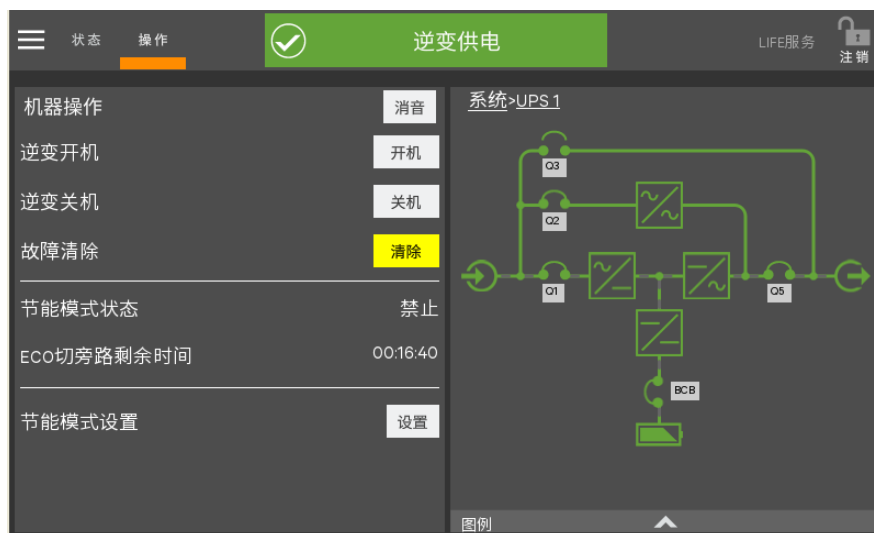 状态 操作 逆变供电 LIFE服务 注销
机器操作 消音
逆变开机 开机
逆变关机 关机
故障清除 清除
节能模式状态 禁止
ECO切旁路剩余时间 00:16:40
节能模式设置 设置
系统>UPS 1
Q3
Q2
Q1
Q5
BCB
图例